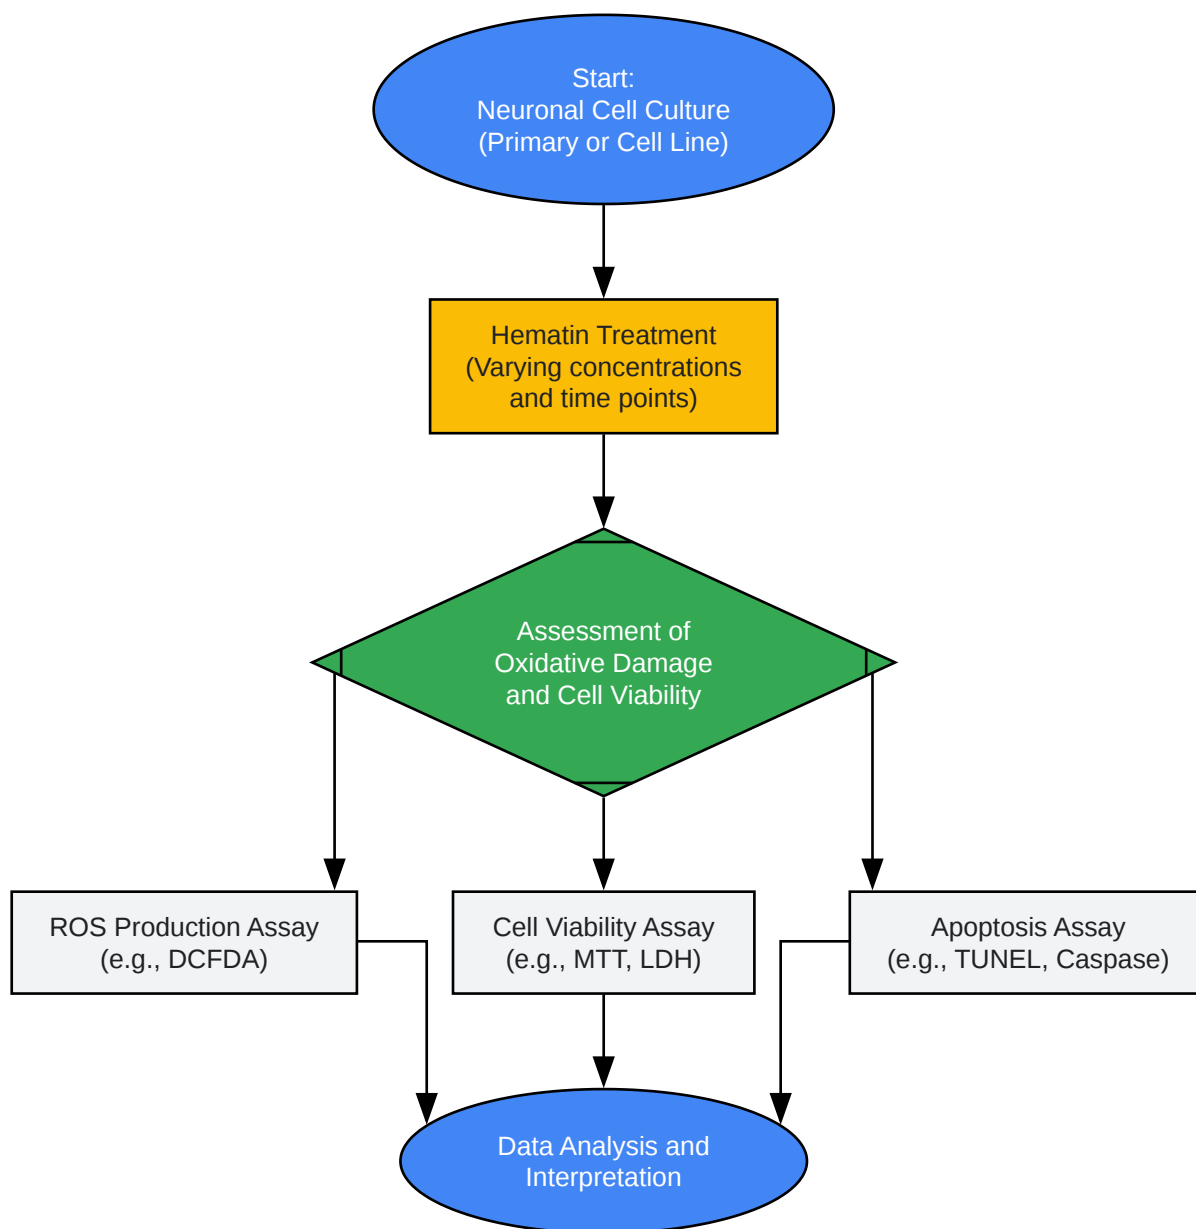 Start:
Neuronal Cell Culture
(Primary or Cell Line)
Hematin Treatment
(Varying concentrations
and time points)
Assessment of
Oxidative Damage
and Cell Viability
ROS Production Assay
(e.g., DCFDA)
Cell Viability Assay
(e.g., MTT, LDH)
Apoptosis Assay
(e.g., TUNEL, Caspase)
Data Analysis and
Interpretation